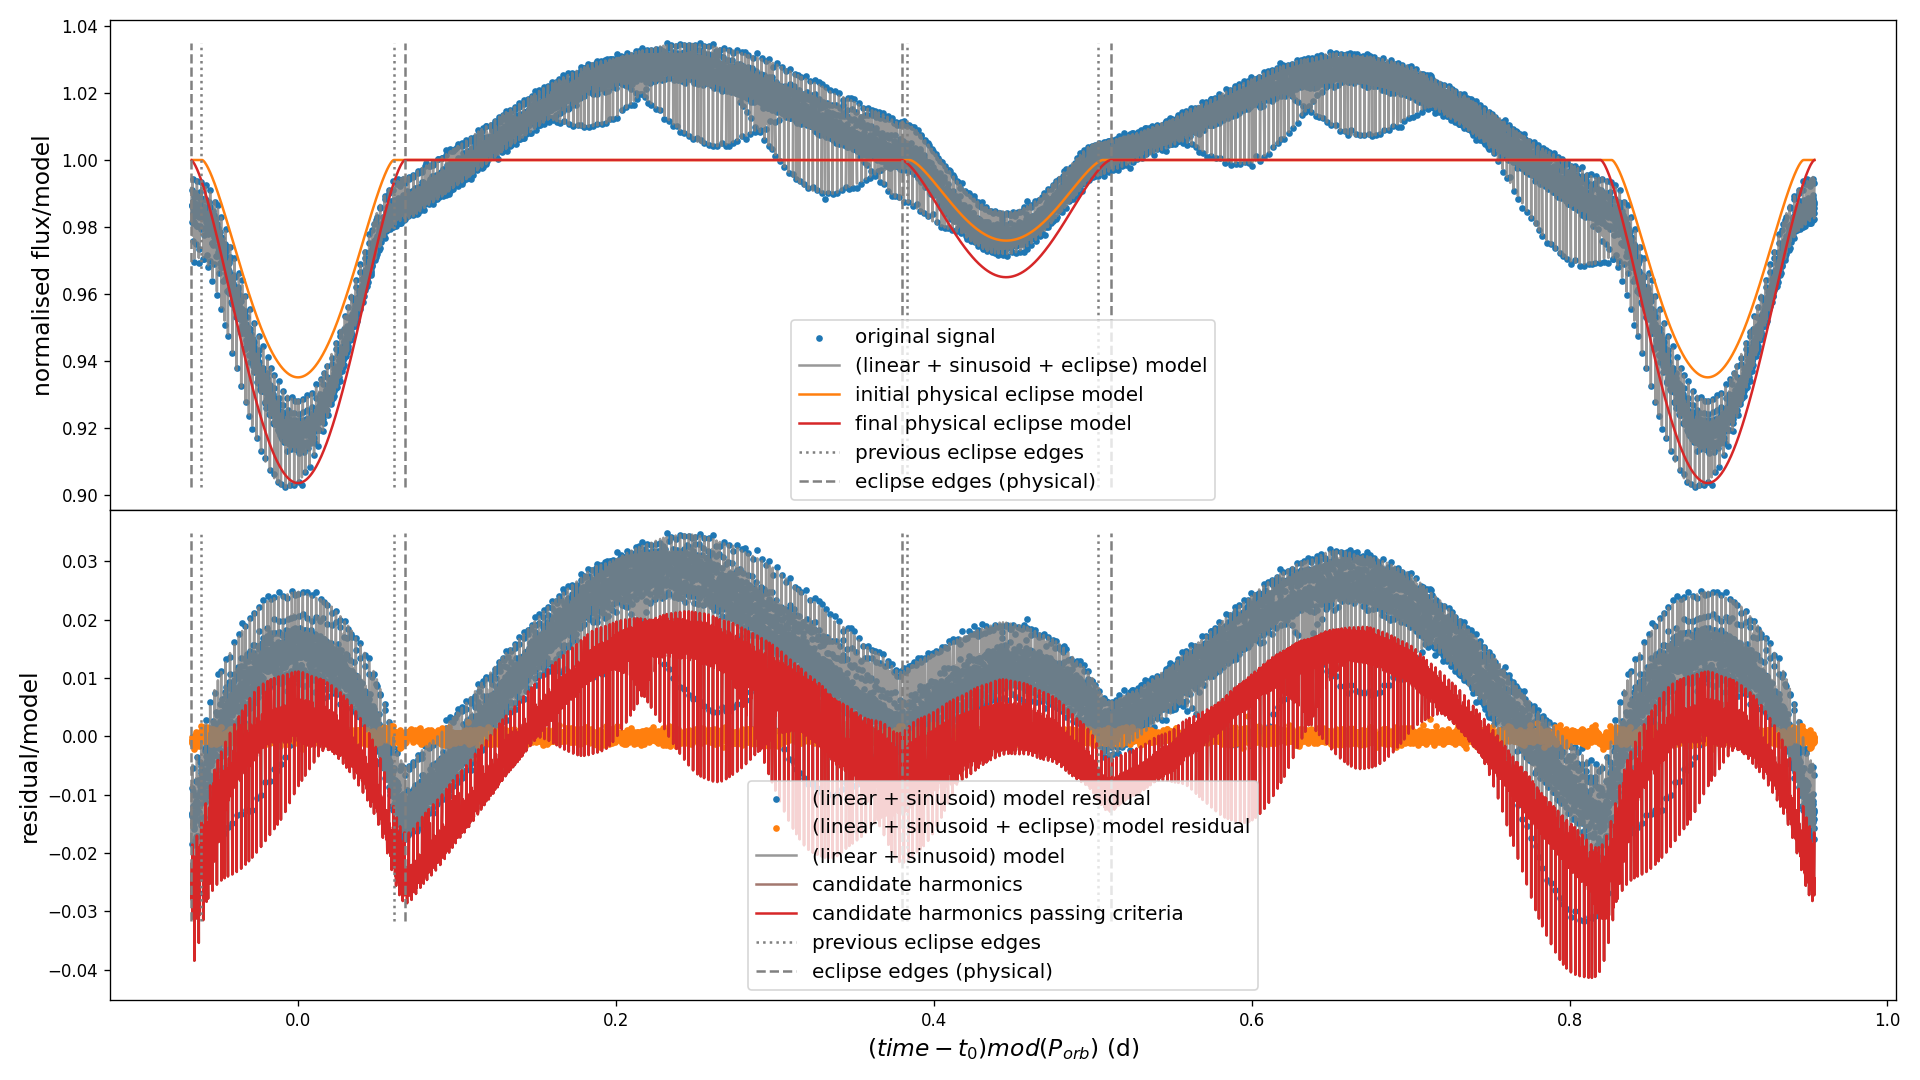 1.04
1.02
1.00
0.98
0.96
0.94
0.92
0.90
normalised flux/model
original signal
(linear + sinusoid + eclipse) model
initial physical eclipse model
final physical eclipse model
previous eclipse edges
eclipse edges (physical)
0.03
0.02
0.01
0.00
−0.01
−0.02
−0.03
−0.04
residual/model
(linear + sinusoid) model residual
(linear + sinusoid + eclipse) model residual
(linear + sinusoid) model
candidate harmonics
candidate harmonics passing criteria
previous eclipse edges
eclipse edges (physical)
0.0 0.2 0.4 0.6 0.8 1.0
(time − t₀)mod(P_orb) (d)